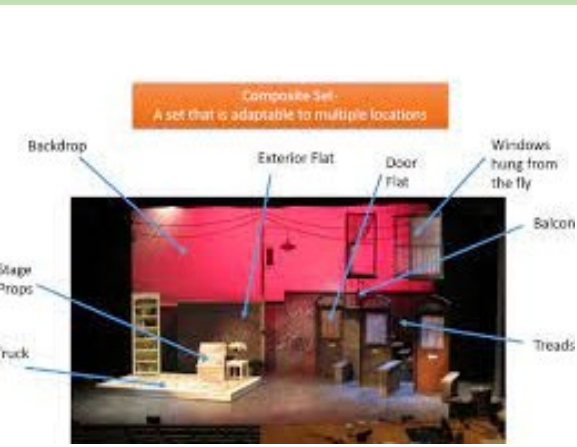 Composite Set-
A set that is adaptable to multiple locations
Backdrop
Exterior Flat
Door
Flat
Windows
hung from
the fly
Balcon
Stage
Props
Truck
Treads